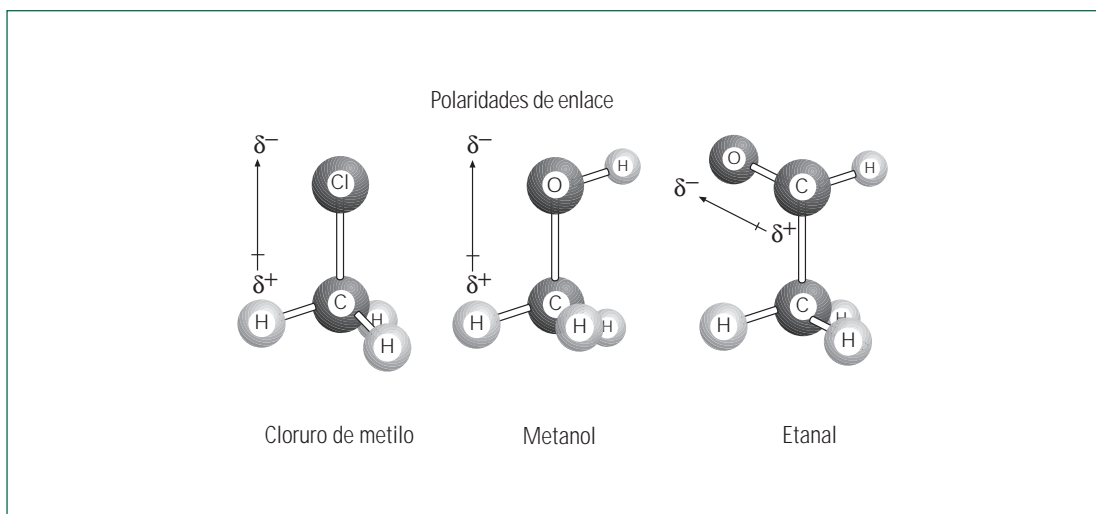 Polaridades de enlace
δ−
δ+
Cl
C
H
H
H
δ−
δ+
O
H
C
H
H
H
δ−
δ+
O
C
H
C
H
H
H
Cloruro de metilo
Metanol
Etanal